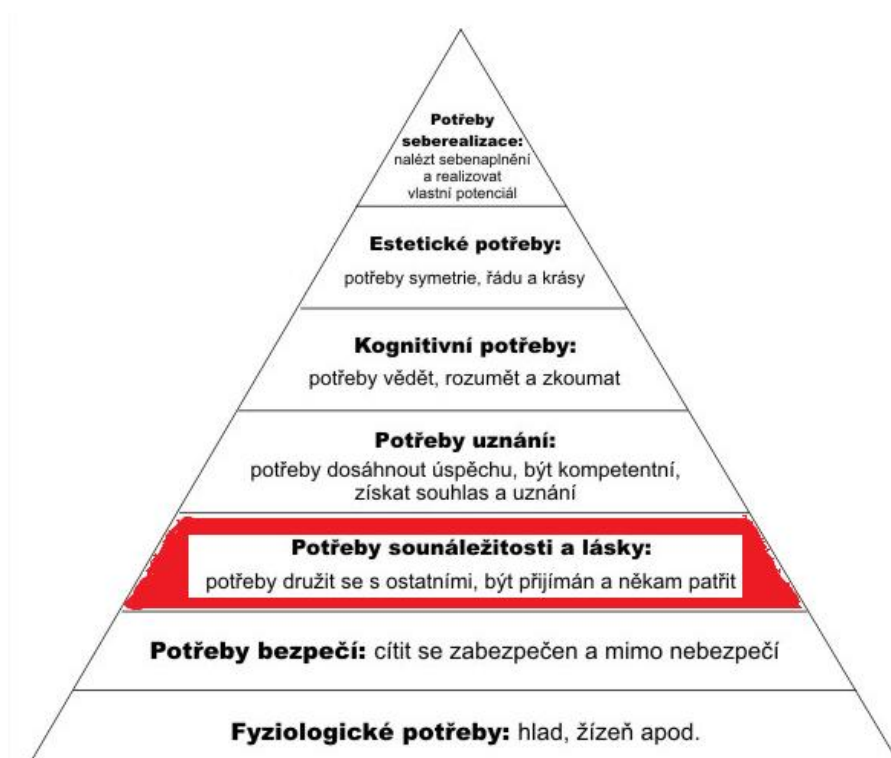 Potřeby
seberealizace:
nalézt sebenaplnění
a realizovat
vlastní potenciál
Estetické potřeby:
potřeby symetrie, řádu a krásy
Kognitivní potřeby:
potřeby vědět, rozumět a zkoumat
Potřeby uznání:
potřeby dosáhnout úspěchu, být kompetentní,
získat souhlas a uznání
Potřeby sounáležitosti a lásky:
potřeby družit se s ostatními, být přijímán a někam patřit
Potřeby bezpečí: cítit se zabezpečen a mimo nebezpečí
Fyziologické potřeby: hlad, žízeň apod.